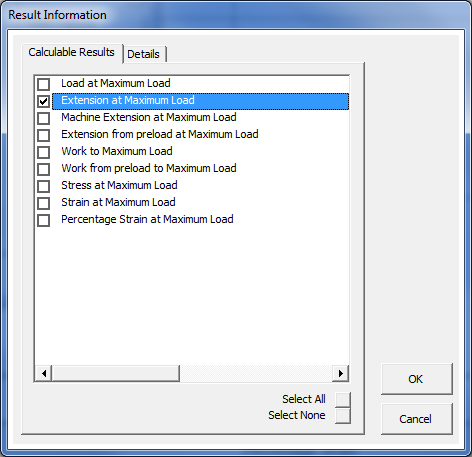 Result Information
Calculable Results
Details
Load at Maximum Load
Extension at Maximum Load
Machine Extension at Maximum Load
Extension from preload at Maximum Load
Work to Maximum Load
Work from preload to Maximum Load
Stress at Maximum Load
Strain at Maximum Load
Percentage Strain at Maximum Load
Select All
Select None
OK
Cancel